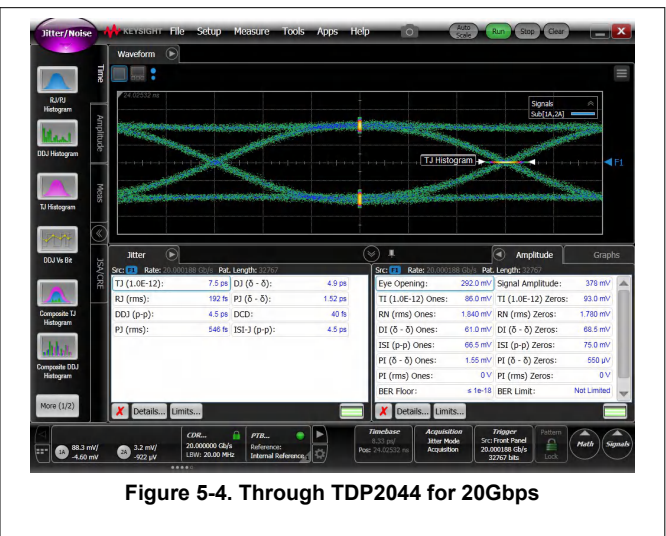 Jitter/Noise
KEYSIGHT File Setup Measure Tools Apps Help
Auto Scale
Run
Stop
Clear
Waveform
Time
Amplitude
Meas
JSA/CRE
RJ/PJ
Histogram
DDJ Histogram
TJ Histogram
DDJ Vs Bit
Composite TJ
Histogram
Composite DDJ
Histogram
More (1/2)
24.02532 ns
Signals
Sub[1A,2A]
TJ Histogram
F1
Jitter
Src: F1 Rate: 20.000188 Gb/s Pat. Length: 32767
TJ (1.0E-12): 7.5 ps DJ (δ - δ): 4.9 ps
RJ (rms): 192 fs PJ (δ - δ): 1.52 ps
DDJ (p-p): 4.5 ps DCD: 40 fs
PJ (rms): 546 fs ISI-J (p-p): 4.5 ps
Details... Limits...
Amplitude
Graphs
Src: F1 Rate: 20.000188 Gb/s Pat. Length: 32767
Eye Opening: 292.0 mV Signal Amplitude: 378 mV
TI (1.0E-12) Ones: 86.0 mV TI (1.0E-12) Zeros: 93.0 mV
RN (rms) Ones: 1.840 mV RN (rms) Zeros: 1.780 mV
DI (δ - δ) Ones: 61.0 mV DI (δ - δ) Zeros: 68.5 mV
ISI (p-p) Ones: 66.5 mV ISI (p-p) Zeros: 75.0 mV
PI (δ - δ) Ones: 1.55 mV PI (δ - δ) Zeros: 550 µV
PI (rms) Ones: 0 V PI (rms) Zeros: 0 V
BER Floor: ≤ 1e-18 BER Limit: Not Limited
Details... Limits...
1A 88.3 mV/
-4.60 mV
2A 3.2 mV/
-922 µV
CDR...
20.000000 Gb/s
LBW: 20.00 MHz
PTB...
Reference:
Internal Reference
Timebase
8.33 ps/
Pos: 24.02532 ns
Acquisition
Jitter Mode
Acquisition
Trigger
Src: Front Panel
20.000188 Gb/s
32767 bits
Pattern
Lock
Math
Signals
Figure 5-4. Through TDP2044 for 20Gbps